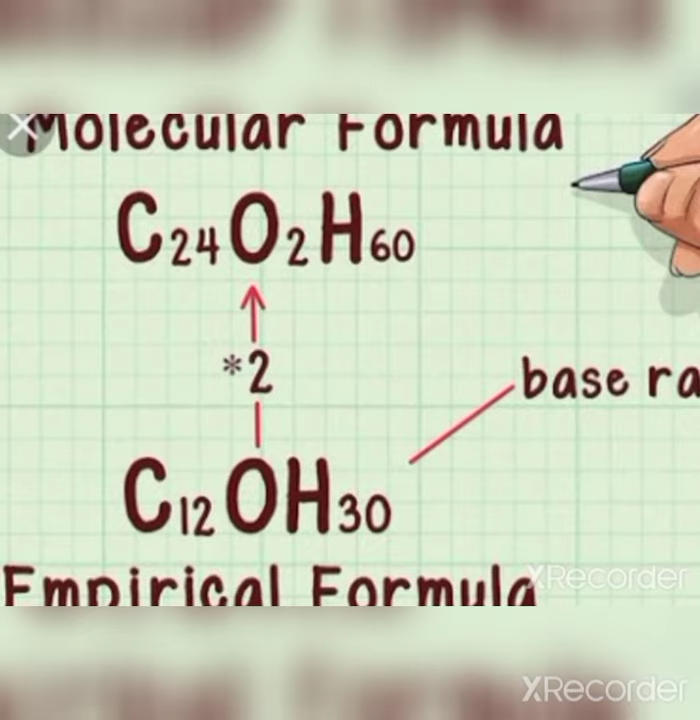 Molecular Formula
C24O2H60
*2
base ra
C12OH30
Empirical Formula
XRecorder
XRecorder